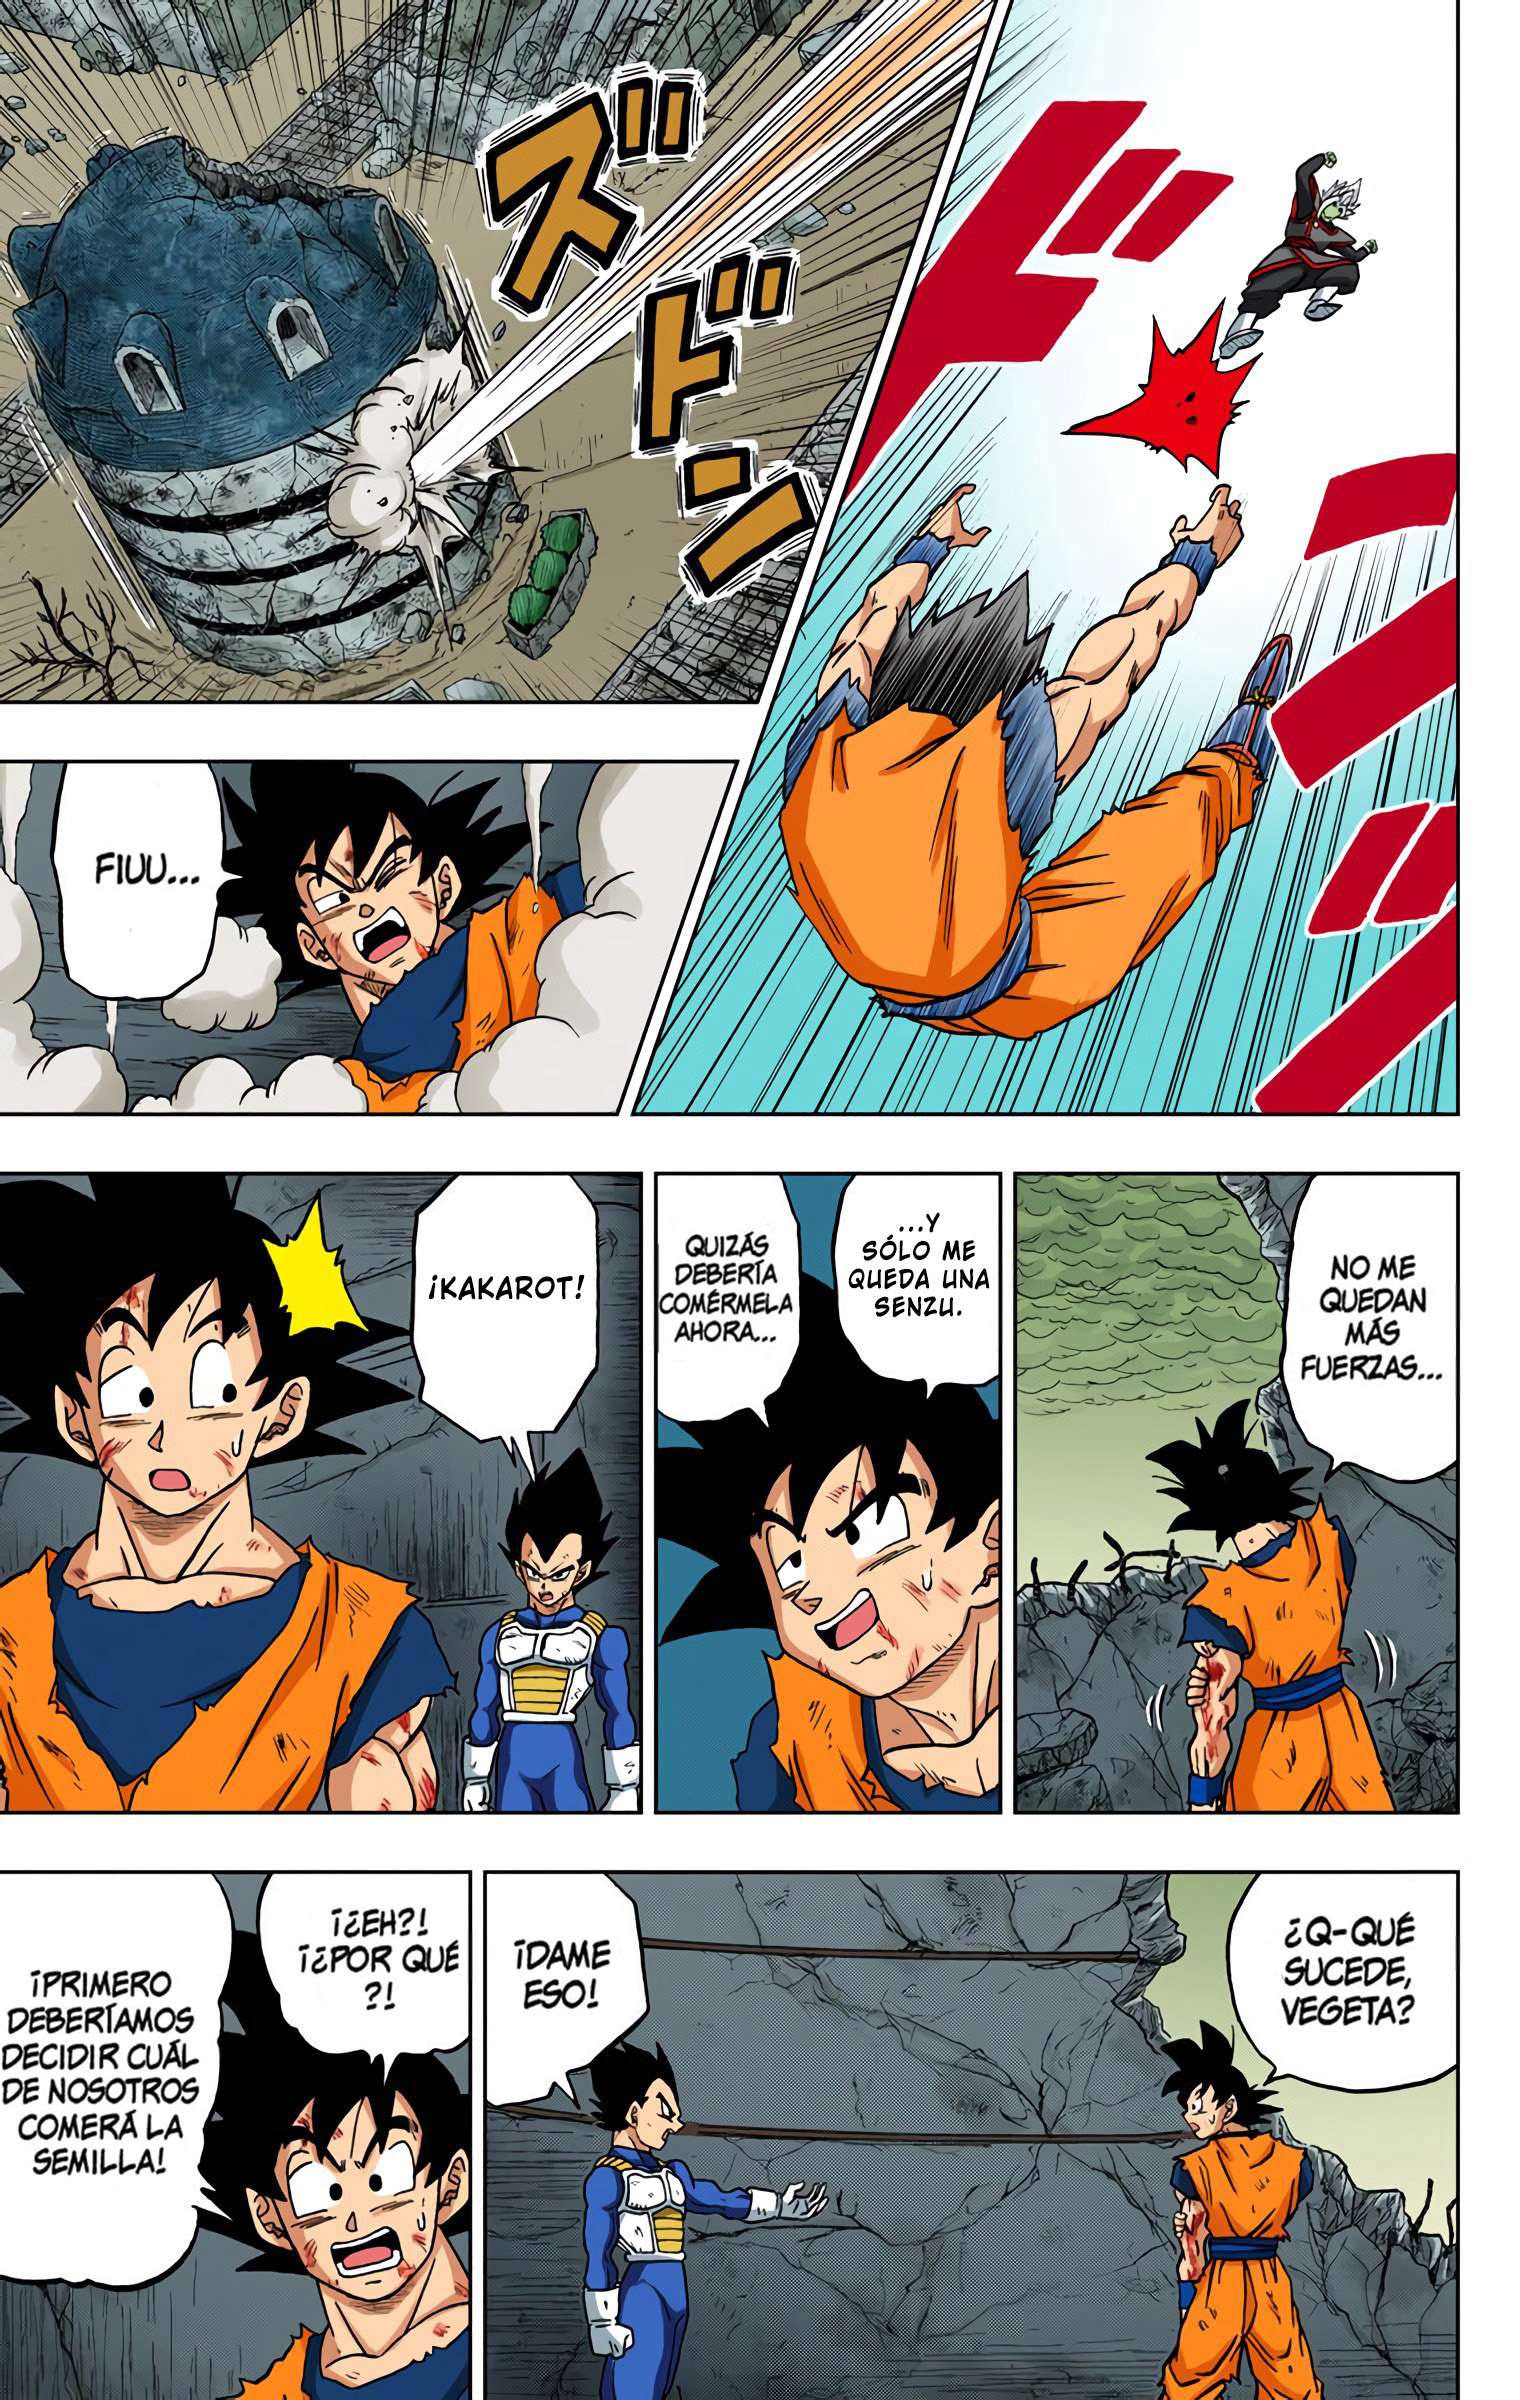 ドンッ
ズドン
FIUU...
NO ME
QUEDAN
MÁS
FUERZAS...
...Y
SÓLO ME
QUEDA UNA
SENZU.
QUIZÁS
DEBERÍA
COMÉRMELA
AHORA...
¡KAKAROT!
¿Q-QUÉ
SUCEDE,
VEGETA?
¡DAME
ESO!
¡¿EH?!
¡¿POR QUÉ
?!
¡PRIMERO
DEBERÍAMOS
DECIDIR CUÁL
DE NOSOTROS
COMERÁ LA
SEMILLA!